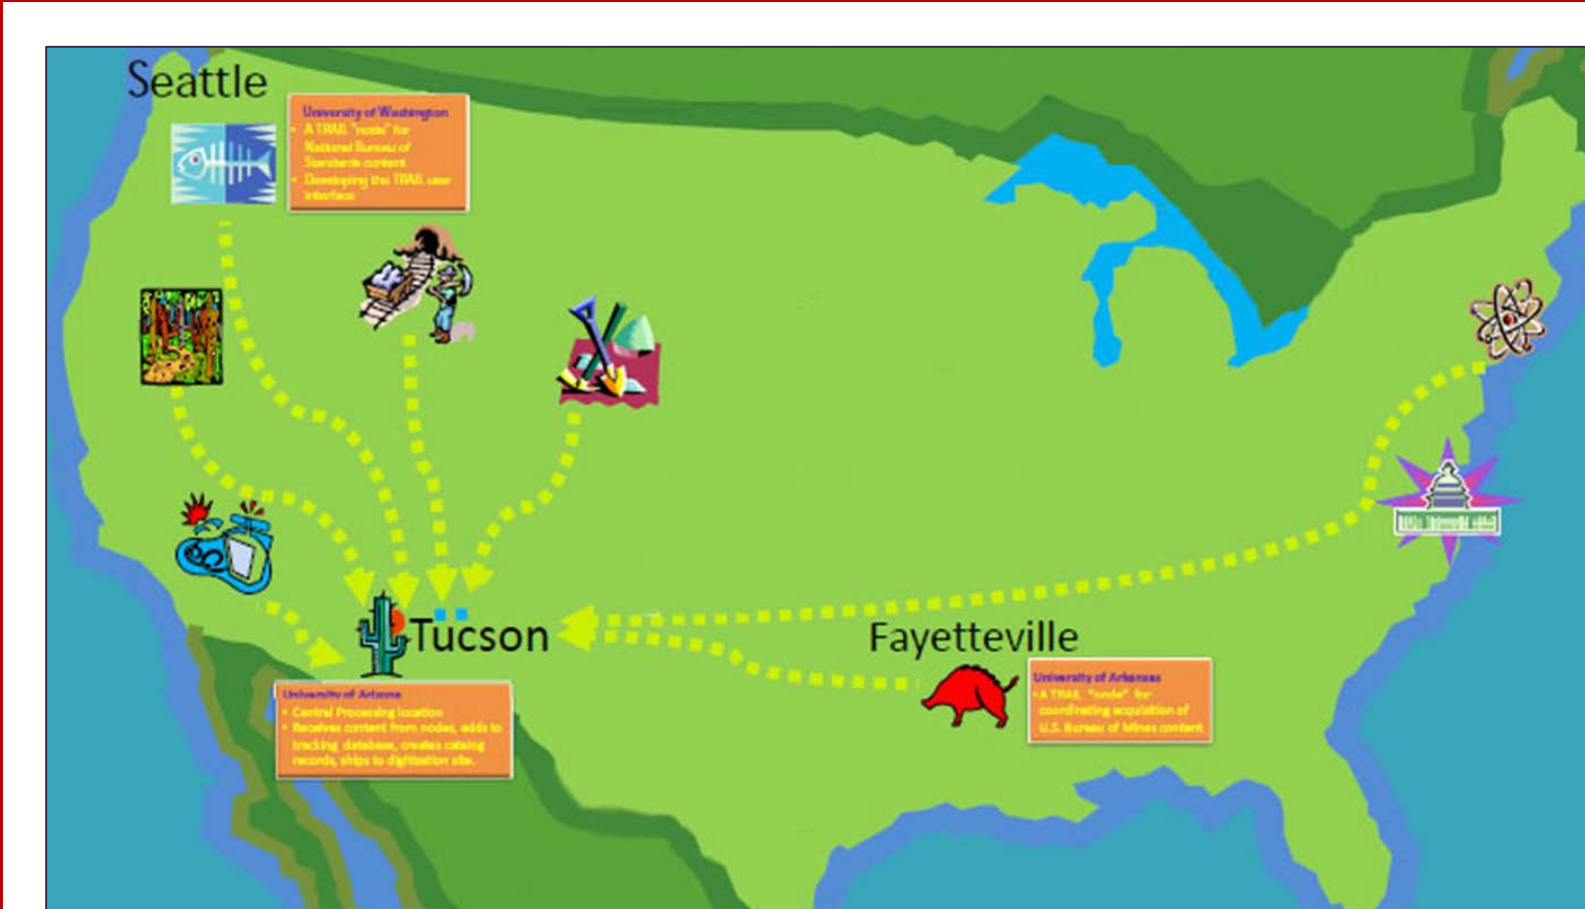 Seattle
University of Washington
• A TRAIL "node" for
National Bureau of
Standards content
• Developing the TRAIL user
interface
Tucson
University of Arizona
• Central Processing location
• Receives content from nodes, adds to
tracking database, creates catalog
records, ships to digitization site.
Fayetteville
University of Arkansas
• A TRAIL "node" for
coordinating acquisition of
U.S. Bureau of Mines content